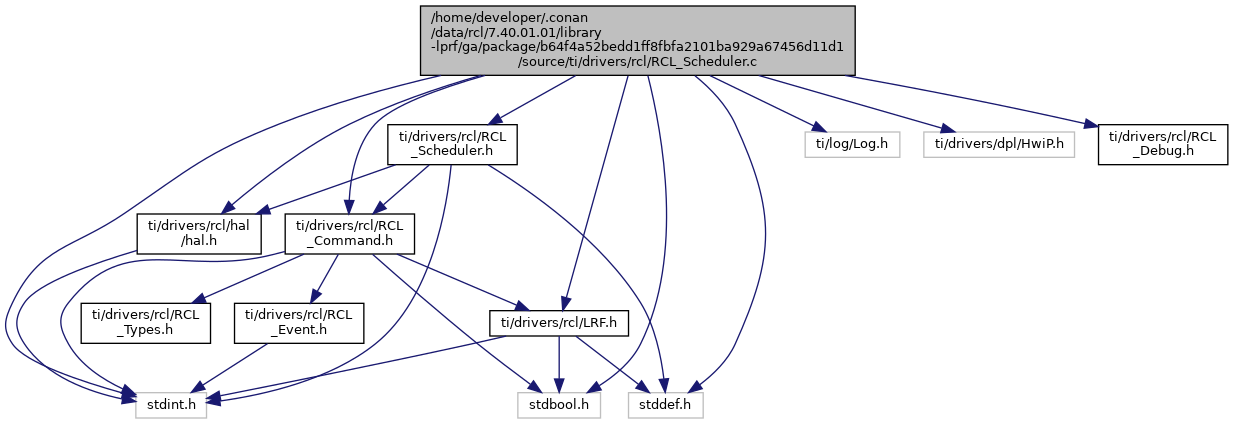 /home/developer/.conan
/data/rcl/7.40.01.01/library
-lprf/ga/package/b64f4a52bedd1ff8fbfa2101ba929a67456d11d1
/source/ti/drivers/rcl/RCL_Scheduler.c
ti/drivers/rcl/RCL
_Scheduler.h
ti/log/Log.h
ti/drivers/dpl/HwiP.h
ti/drivers/rcl/RCL
_Debug.h
ti/drivers/rcl/hal
/hal.h
ti/drivers/rcl/RCL
_Command.h
ti/drivers/rcl/RCL
_Types.h
ti/drivers/rcl/RCL
_Event.h
ti/drivers/rcl/LRF.h
stdint.h
stdbool.h
stddef.h